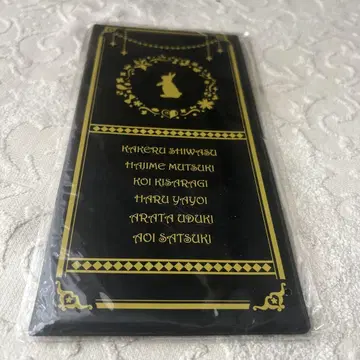 KAKERU SHIWASU
HAJIME MUTSUKI
KOI KISARAGI
HARU YAYOI
ARATA UDUKI
AOI SATSUKI